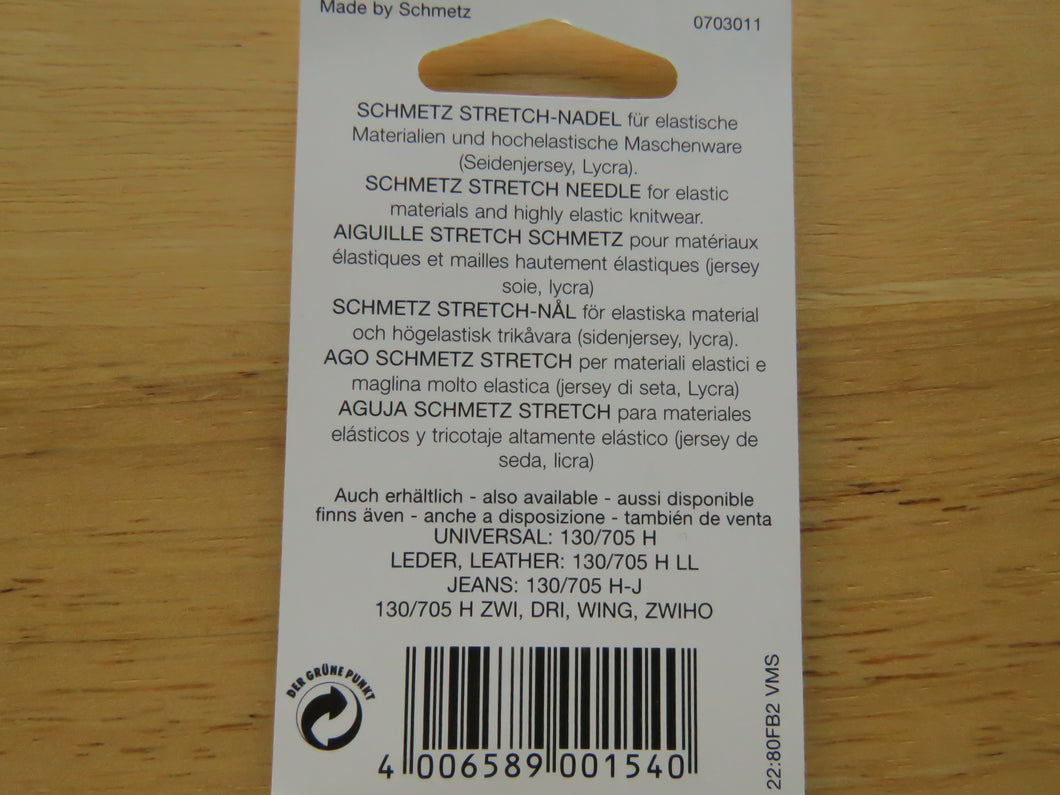 Made by Schmetz
0703011
SCHMETZ STRETCH-NADEL für elastische
Materialien und hochelastische Maschenware
(Seidenjersey, Lycra).
SCHMETZ STRETCH NEEDLE for elastic
materials and highly elastic knitwear.
AIGUILLE STRETCH SCHMETZ pour matériaux
élastiques et mailles hautement élastiques (jersey
soie, lycra)
SCHMETZ STRETCH-NÅL för elastiska material
och högelastisk trikåvara (sidenjersey, lycra).
AGO SCHMETZ STRETCH per materiali elastici e
maglina molto elastica (jersey di seta, Lycra)
AGUJA SCHMETZ STRETCH para materiales
elásticos y tricotaje altamente elástico (jersey de
seda, licra)
Auch erhältlich - also available - aussi disponible
finns även - anche a disposizione - también de venta
UNIVERSAL: 130/705 H
LEDER, LEATHER: 130/705 H LL
JEANS: 130/705 H-J
130/705 H ZWI, DRI, WING, ZWIHO
DER GRÜNE PUNKT
4 006589 001540
22:80FB2 VMS